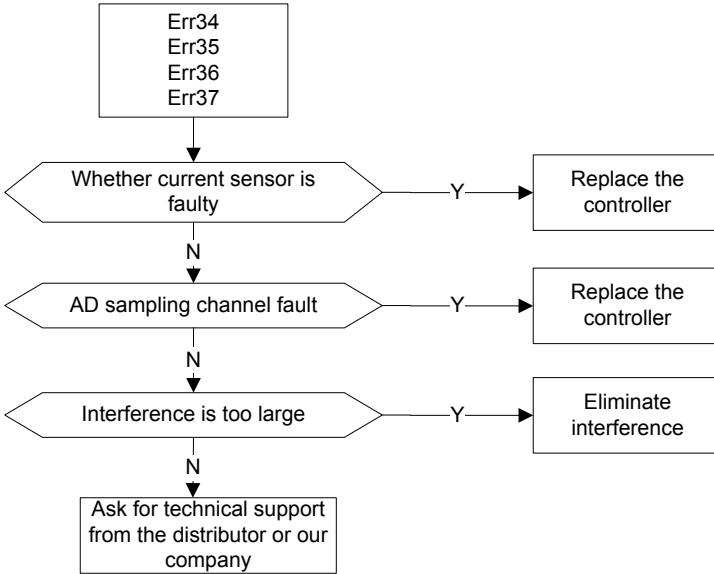 Err34
Err35
Err36
Err37
Whether current sensor is
faulty
Y
Replace the
controller
N
AD sampling channel fault
Y
Replace the
controller
N
Interference is too large
Y
Eliminate
interference
N
Ask for technical support
from the distributor or our
company